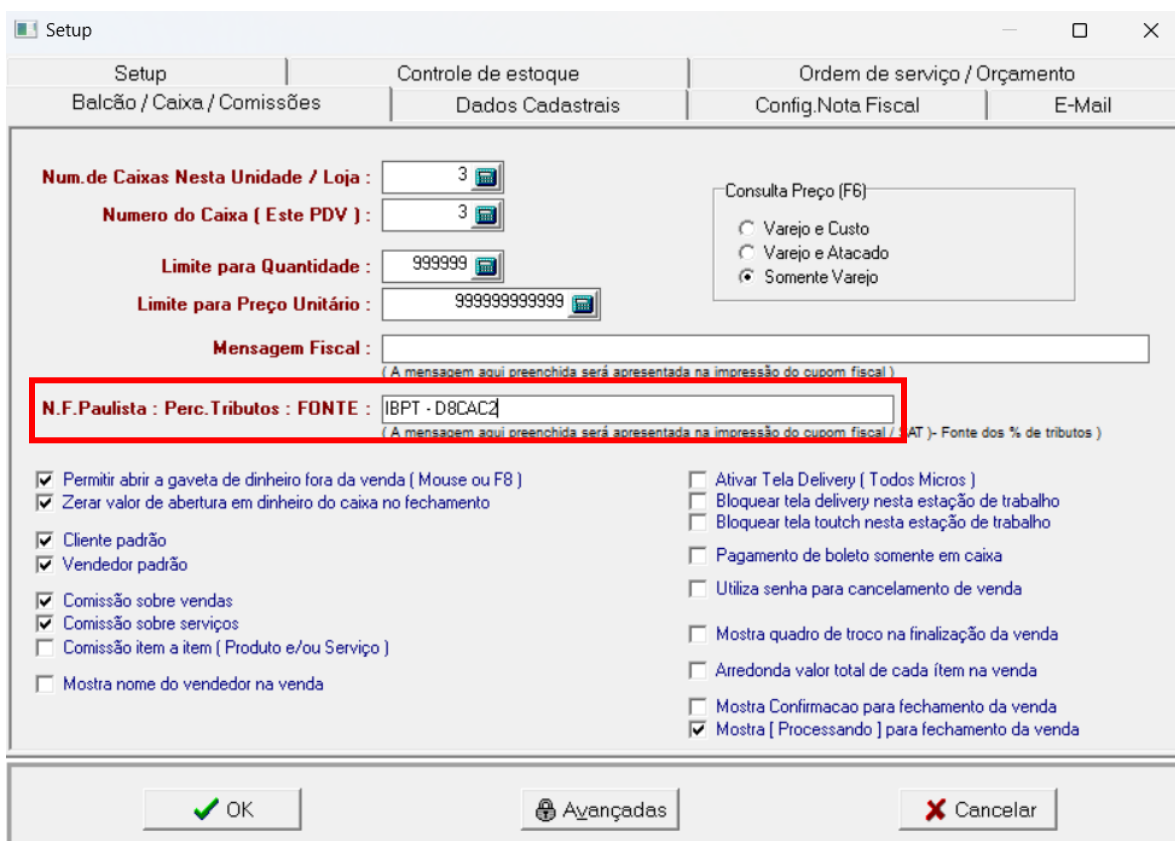 Setup
Setup Controle de estoque Ordem de serviço / Orçamento
Balcão / Caixa / Comissões Dados Cadastrais Config.Nota Fiscal E-Mail
Num.de Caixas Nesta Unidade / Loja : 3
Numero do Caixa ( Este PDV ) : 3
Consulta Preço (F6)
Varejo e Custo
Varejo e Atacado
Somente Varejo
Limite para Quantidade : 999999
Limite para Preço Unitário : 999999999999
Mensagem Fiscal :
( A mensagem aqui preenchida será apresentada na impressão do cupom fiscal )
N.F.Paulista : Perc.Tributos : FONTE : IBPT - D8CAC2
( A mensagem aqui preenchida será apresentada na impressão do cupom fiscal / SAT )- Fonte dos % de tributos )
Permitir abrir a gaveta de dinheiro fora da venda ( Mouse ou F8 )
Zerar valor de abertura em dinheiro do caixa no fechamento
Cliente padrão
Vendedor padrão
Comissão sobre vendas
Comissão sobre serviços
Comissão item a item ( Produto e/ou Serviço )
Mostra nome do vendedor na venda
Ativar Tela Delivery ( Todos Micros )
Bloquear tela delivery nesta estação de trabalho
Bloquear tela toutch nesta estação de trabalho
Pagamento de boleto somente em caixa
Utiliza senha para cancelamento de venda
Mostra quadro de troco na finalização da venda
Arredonda valor total de cada ítem na venda
Mostra Confirmacao para fechamento da venda
Mostra [ Processando ] para fechamento da venda
OK Avançadas Cancelar